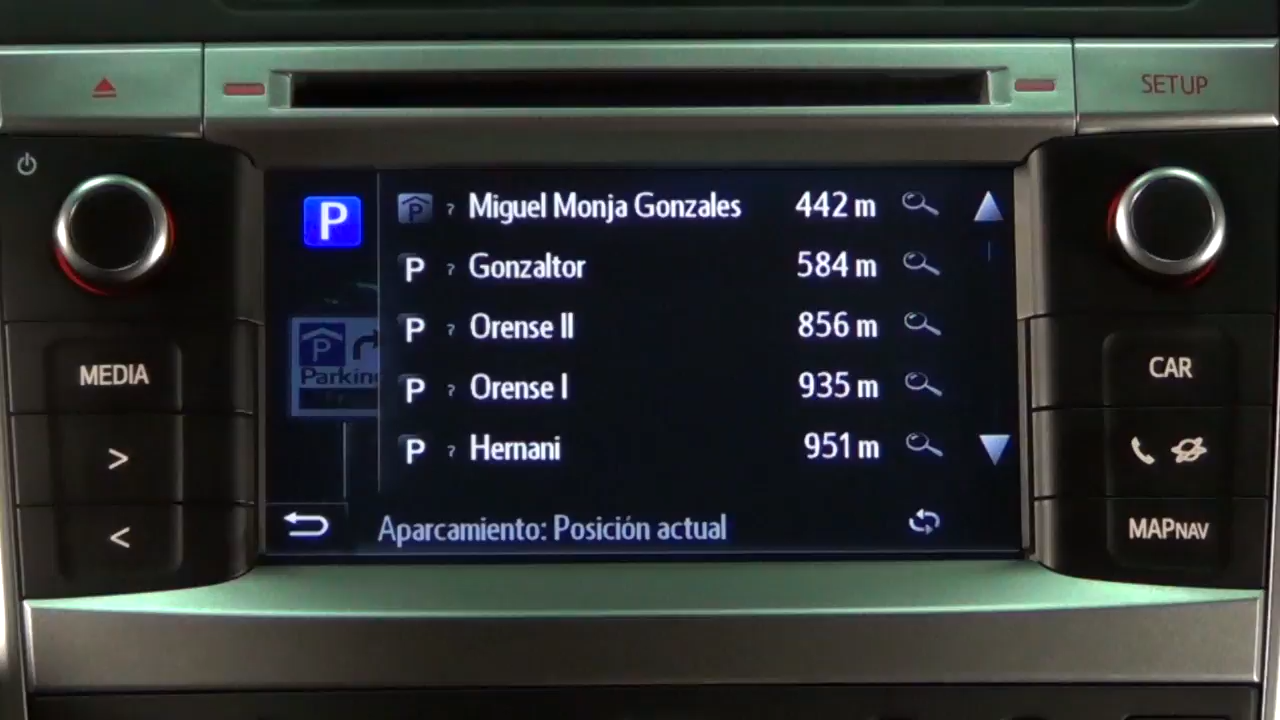 SETUP
P
P ? Miguel Monja Gonzales 442 m
P ? Gonzaltor 584 m
P ? Orense II 856 m
P ? Orense I 935 m
P ? Hernani 951 m
P
Parkin
Aparcamiento: Posición actual
MEDIA
>
<
CAR
MAPNAV